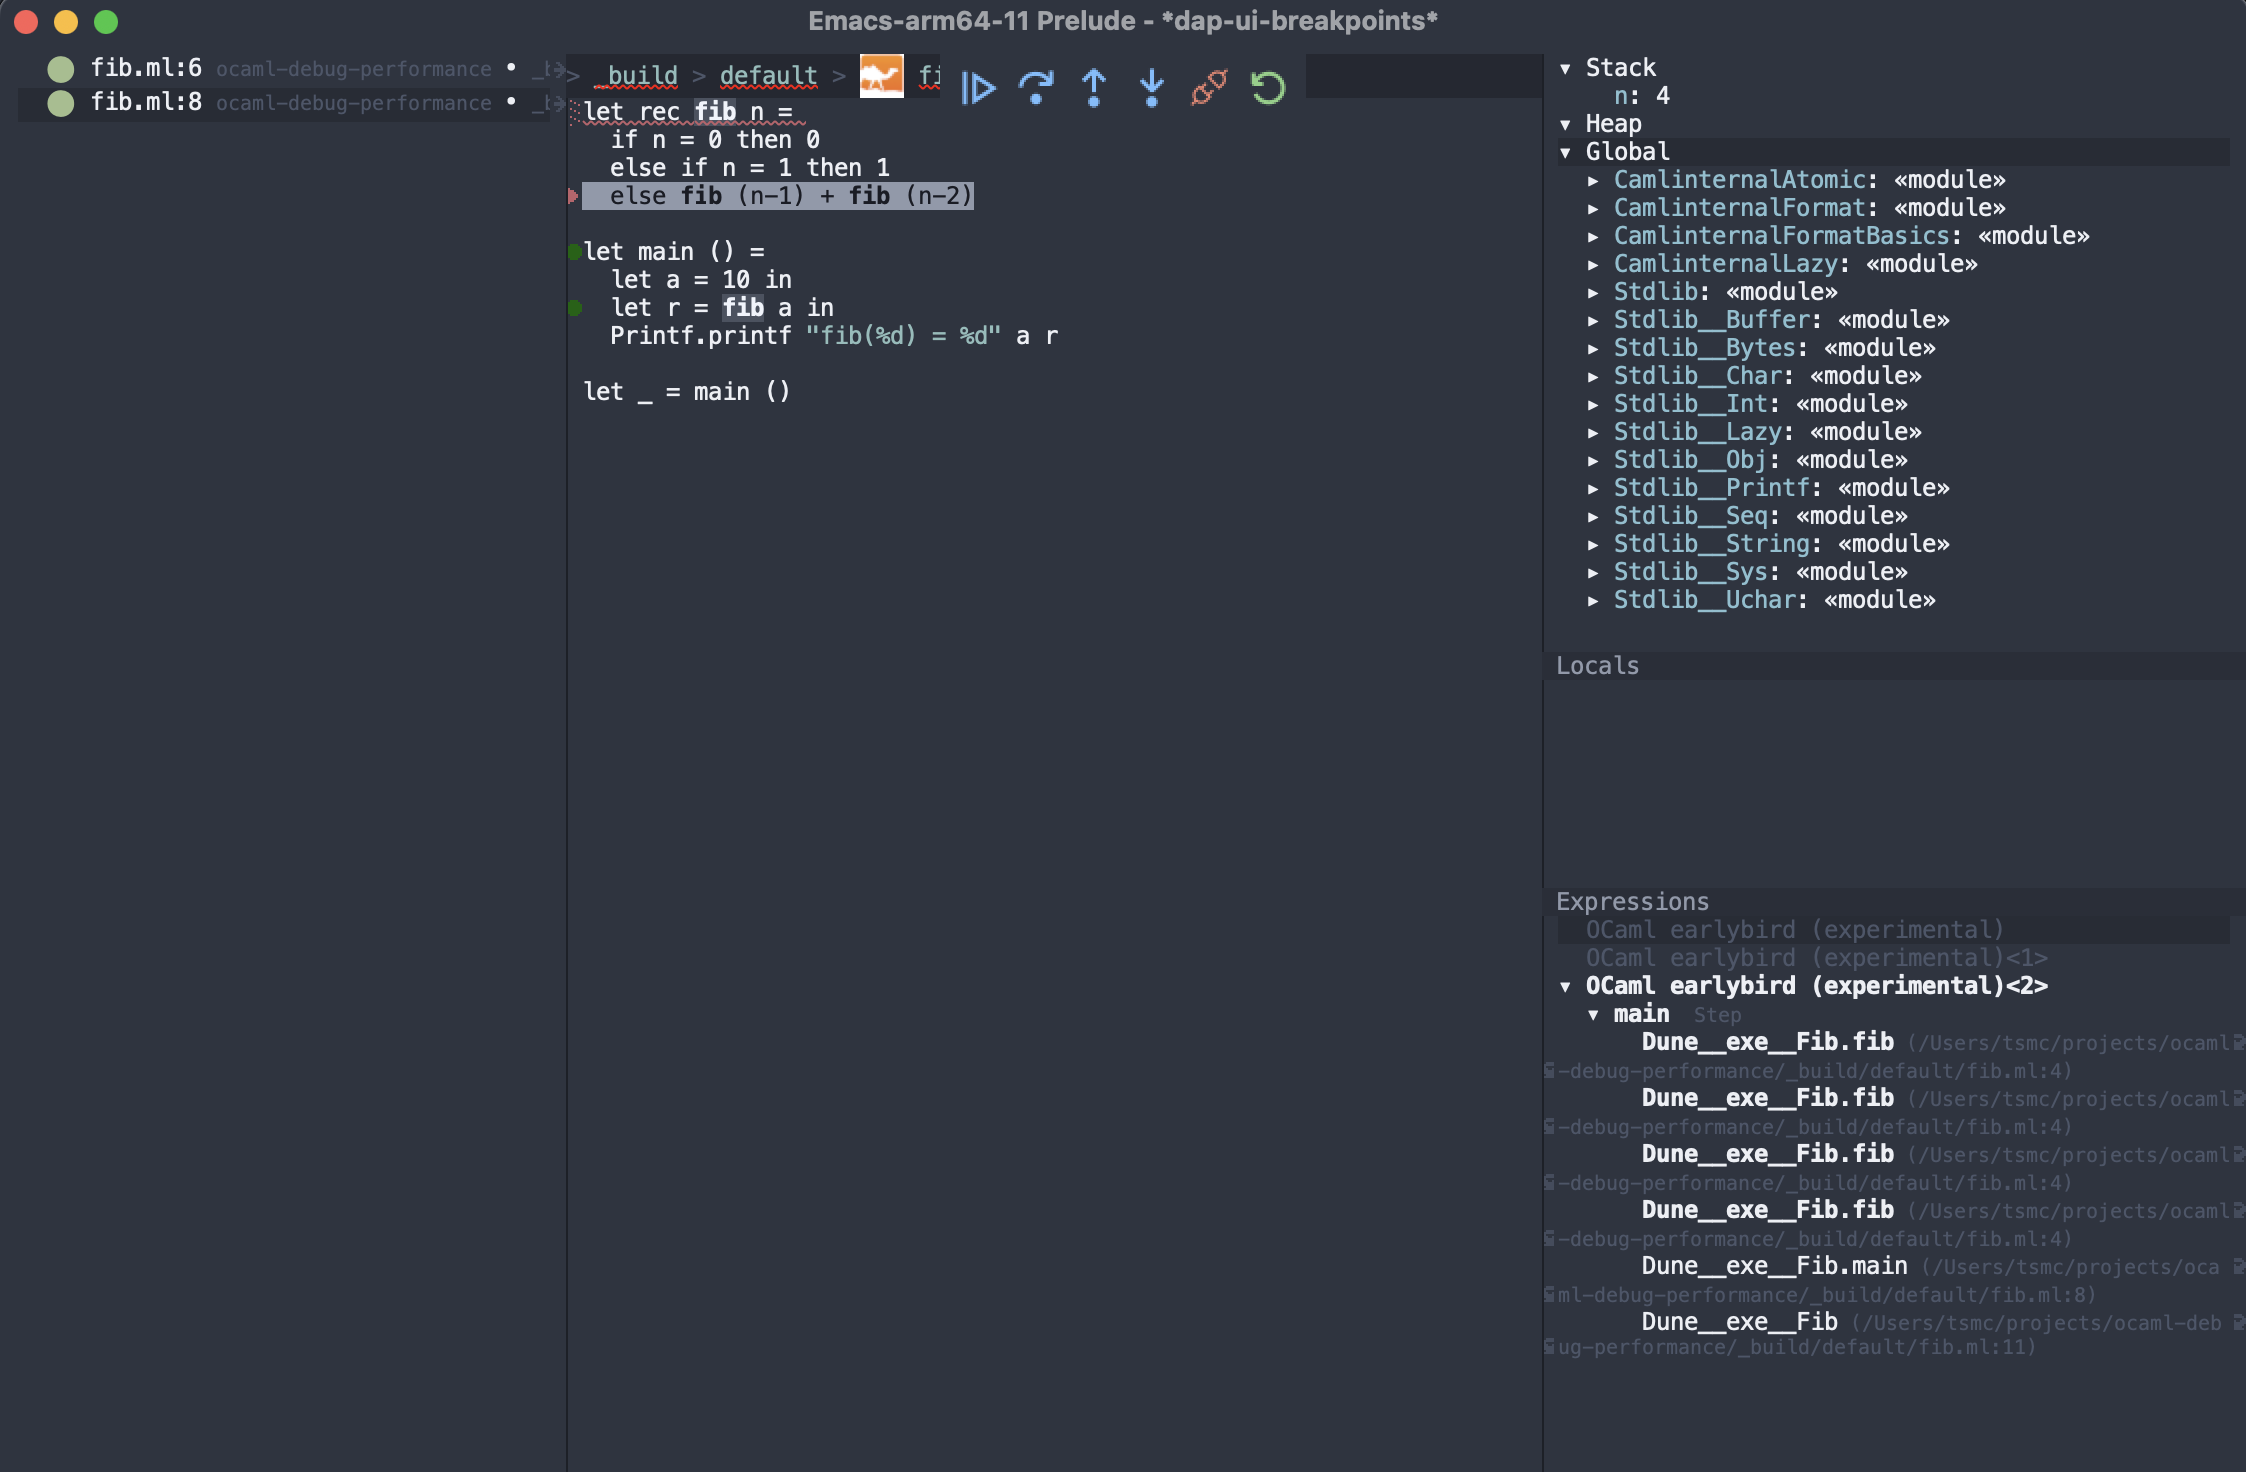 Emacs-arm64-11 Prelude - *dap-ui-breakpoints*
fib.ml:6 ocaml-debug-performance • _b
fib.ml:8 ocaml-debug-performance • _
> _build > default > fi
let rec fib n =
  if n = 0 then 0
  else if n = 1 then 1
  else fib (n-1) + fib (n-2)
let main () =
  let a = 10 in
  let r = fib a in
  Printf.printf "fib(%d) = %d" a r
let _ = main ()
▾ Stack
n: 4
▾ Heap
▾ Global
▸ CamlinternalAtomic: «module»
▸ CamlinternalFormat: «module»
▸ CamlinternalFormatBasics: «module»
▸ CamlinternalLazy: «module»
▸ Stdlib: «module»
▸ Stdlib__Buffer: «module»
▸ Stdlib__Bytes: «module»
▸ Stdlib__Char: «module»
▸ Stdlib__Int: «module»
▸ Stdlib__Lazy: «module»
▸ Stdlib__Obj: «module»
▸ Stdlib__Printf: «module»
▸ Stdlib__Seq: «module»
▸ Stdlib__String: «module»
▸ Stdlib__Sys: «module»
▸ Stdlib__Uchar: «module»
Locals
Expressions
OCaml earlybird (experimental)
OCaml earlybird (experimental)<1>
▾ OCaml earlybird (experimental)<2>
▾ main Step
Dune__exe__Fib.fib (/Users/tsmc/projects/ocaml
-debug-performance/_build/default/fib.ml:4)
Dune__exe__Fib.fib (/Users/tsmc/projects/ocaml
-debug-performance/_build/default/fib.ml:4)
Dune__exe__Fib.fib (/Users/tsmc/projects/ocaml
-debug-performance/_build/default/fib.ml:4)
Dune__exe__Fib.fib (/Users/tsmc/projects/ocaml
-debug-performance/_build/default/fib.ml:4)
Dune__exe__Fib.main (/Users/tsmc/projects/oca
ml-debug-performance/_build/default/fib.ml:8)
Dune__exe__Fib (/Users/tsmc/projects/ocaml-deb
ug-performance/_build/default/fib.ml:11)